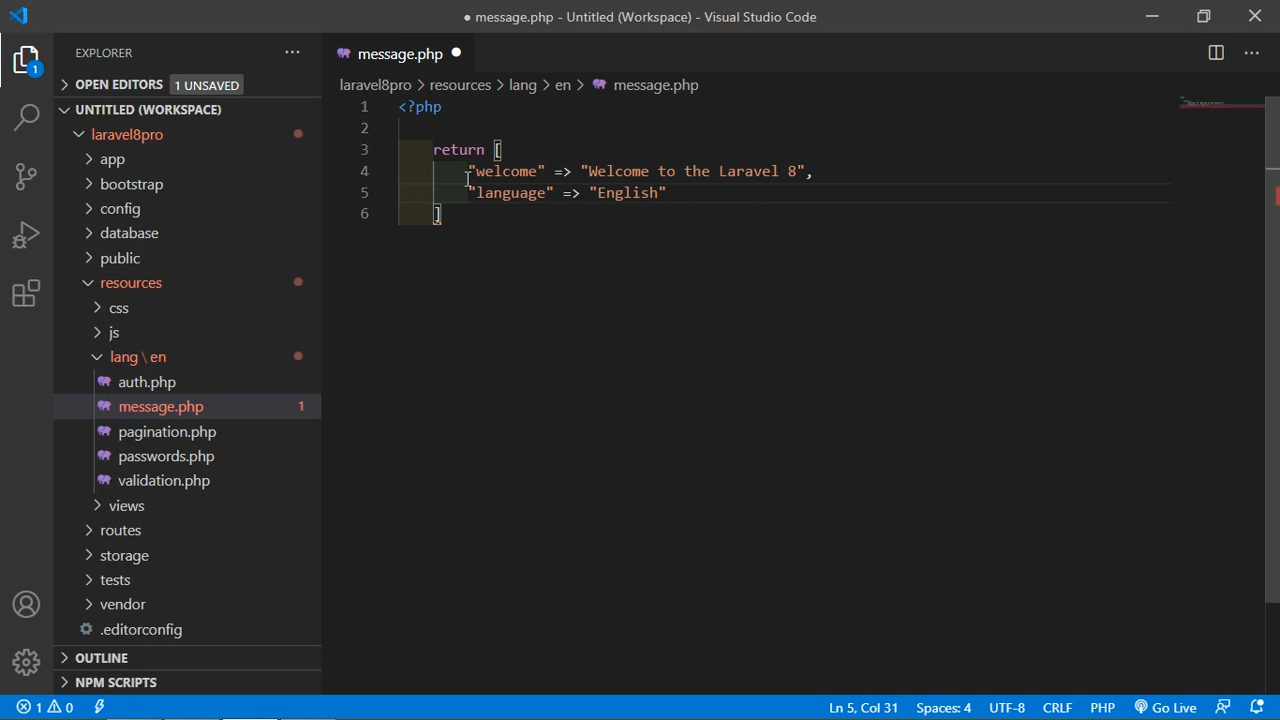 ● message.php - Untitled (Workspace) - Visual Studio Code
EXPLORER
message.php
OPEN EDITORS 1 UNSAVED
1
laravel8pro > resources > lang > en > message.php
UNTITLED (WORKSPACE)
laravel8pro
app
bootstrap
config
database
public
resources
css
js
lang \ en
auth.php
message.php 1
pagination.php
passwords.php
validation.php
views
routes
storage
tests
vendor
.editorconfig
OUTLINE
NPM SCRIPTS
1 <?php
2
3 return [
4 "welcome" => "Welcome to the Laravel 8",
5 "language" => "English"
6 ]
1 0 Ln 5, Col 31 Spaces: 4 UTF-8 CRLF PHP Go Live